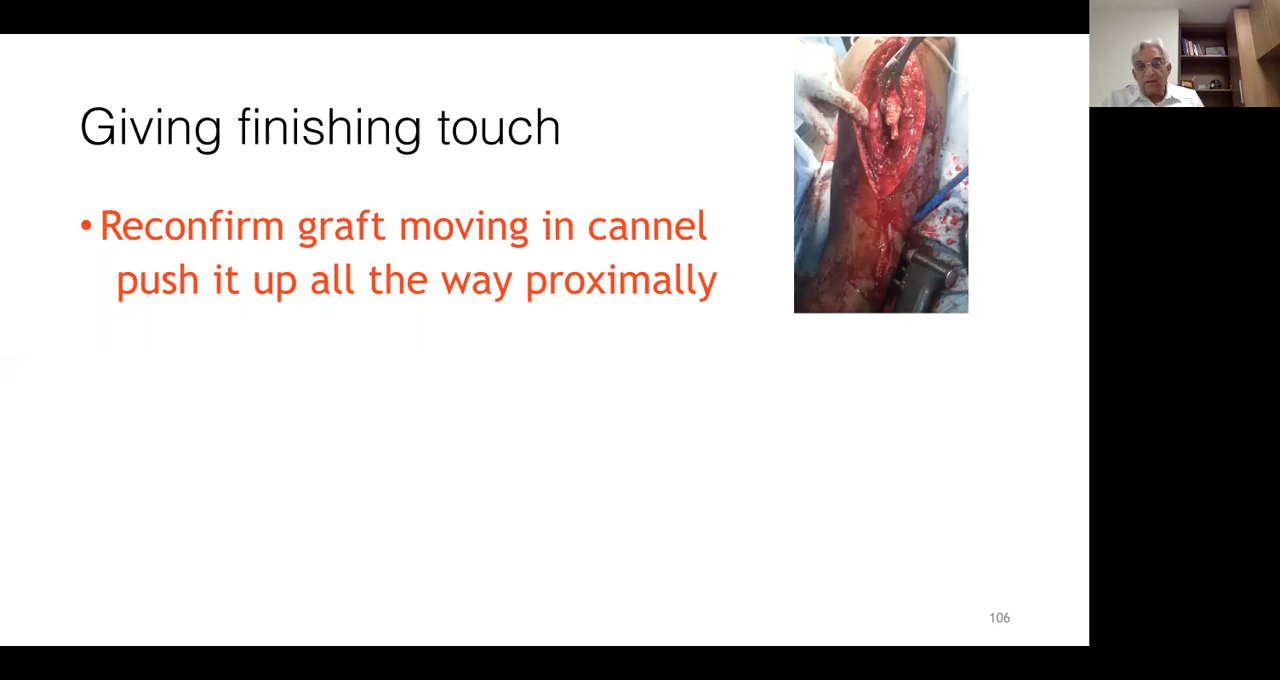 Giving finishing touch
• Reconfirm graft moving in cannel
push it up all the way proximally
106